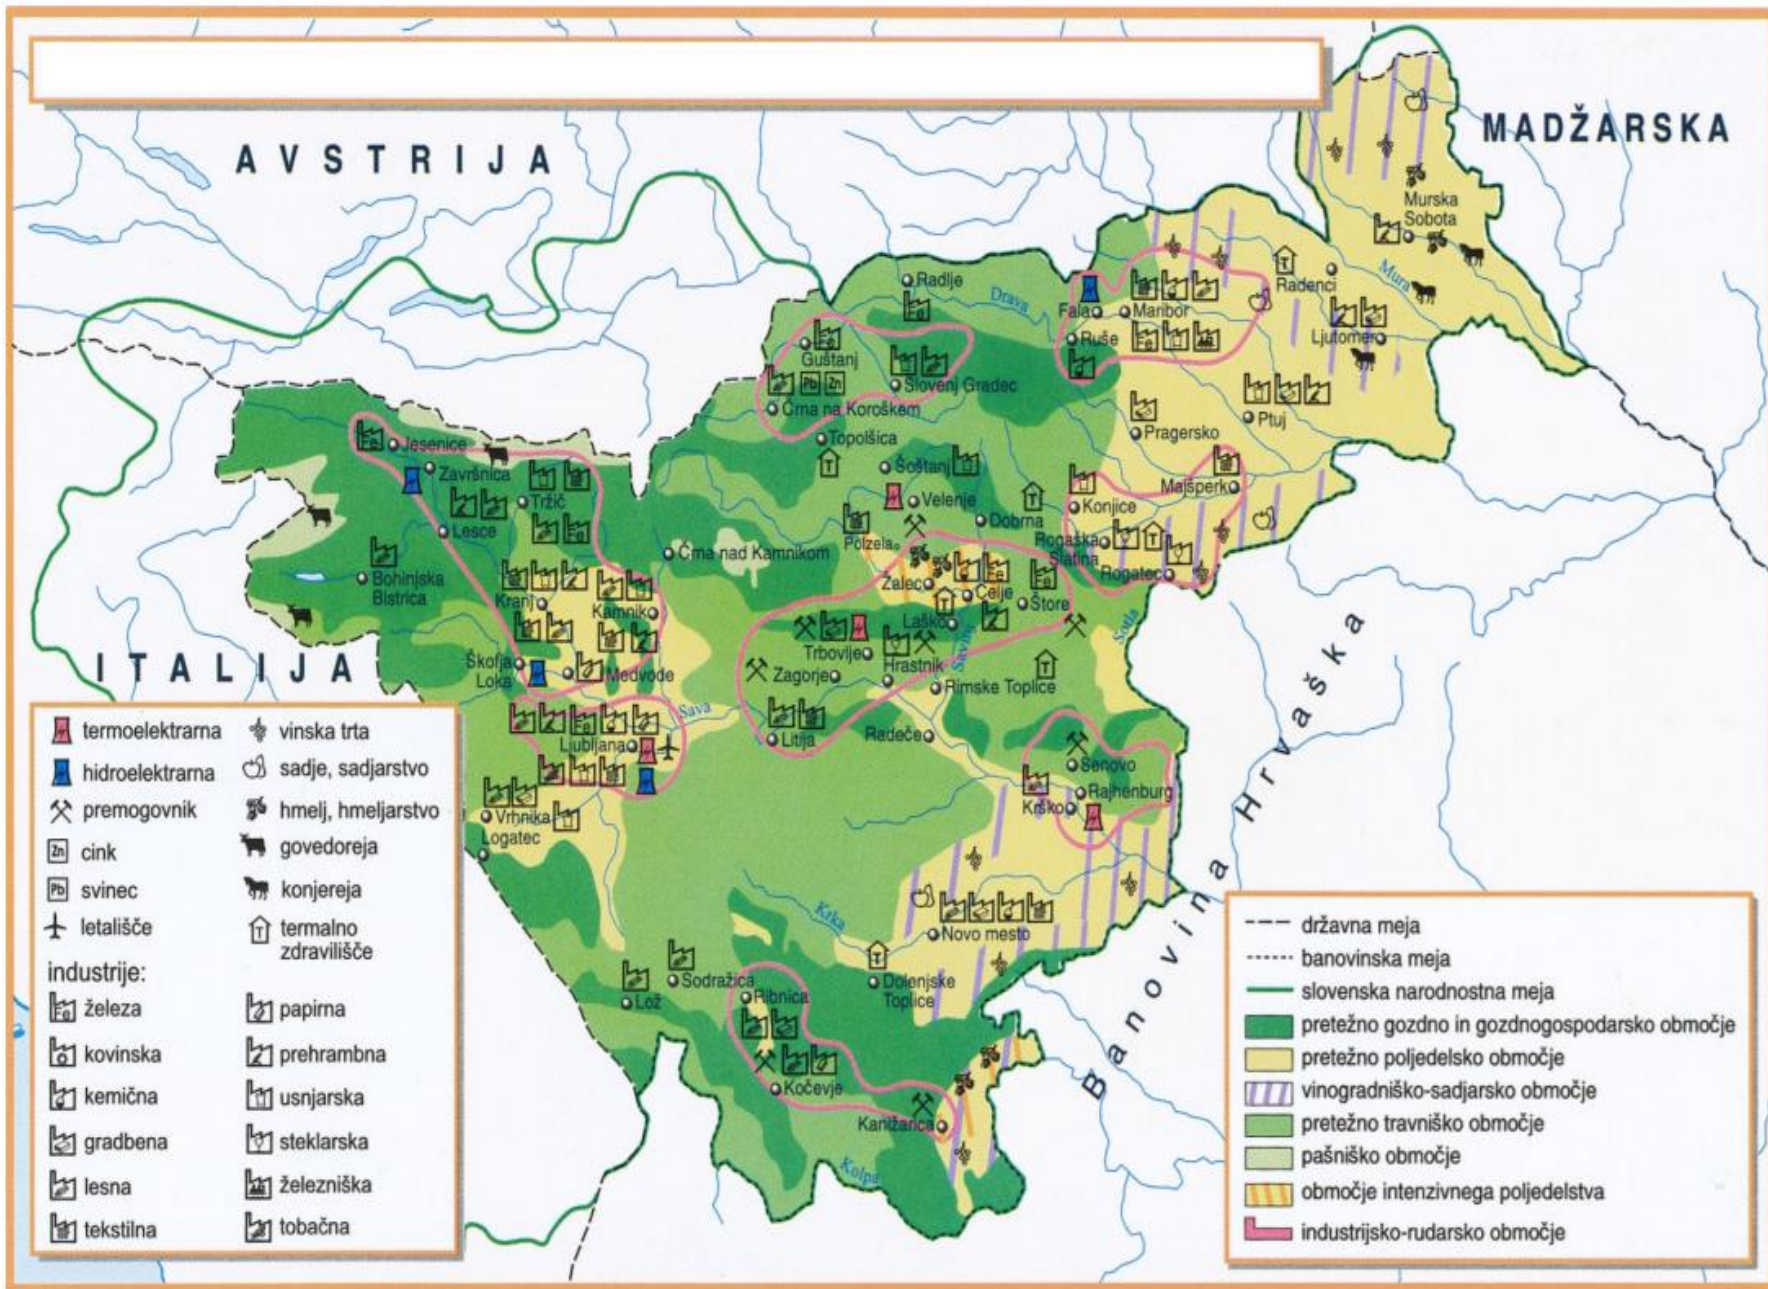 AVSTRIJA
MADŽARSKA
ITALIJA
Banovina Hrvaška
Murska
Sobota
Mura
Radenci
Ljutomer
Radlje
Drava
Fala
Maribor
Ruše
Guštanj
Slovenj Gradec
Pb
Zn
Črna na Koroškem
Ptuj
Pragersko
Topolšica
Jesenice
Završnica
Šoštanj
Velenje
Majšperk
Konjice
Tržič
Lesce
Dobrna
Polzela
Rogaška
Slatina
Rogatec
Črna nad Kamnikom
Bohinjska
Bistrica
Žalec
Celje
Štore
Kranj
Kamnik
Laško
Sotla
Savinja
Trbovlje
Hrastnik
Škofja
Loka
Medvode
Zagorje
Rimske Toplice
Sava
Ljubljana
Litija
Radeče
Senovo
Rajhenburg
Krško
Vrhnika
Logatec
Krka
Novo mesto
Dolenjske
Toplice
Sodražica
Lož
Ribnica
Kočevje
Kanižarica
Kolpa
termoelektrarna
hidroelektrarna
premogovnik
Zn cink
Pb svinec
letališče
vinska trta
sadje, sadjarstvo
hmelj, hmeljarstvo
govedoreja
konjereja
T termalno
zdravilišče
industrije:
Fe železa
kovinska
kemična
gradbena
lesna
tekstilna
papirna
prehrambna
usnjarska
steklarska
železniška
tobačna
državna meja
banovinska meja
slovenska narodnostna meja
pretežno gozdno in gozdnogospodarsko območje
pretežno poljedelsko območje
vinogradniško-sadjarsko območje
pretežno travniško območje
pašniško območje
območje intenzivnega poljedelstva
industrijsko-rudarsko območje